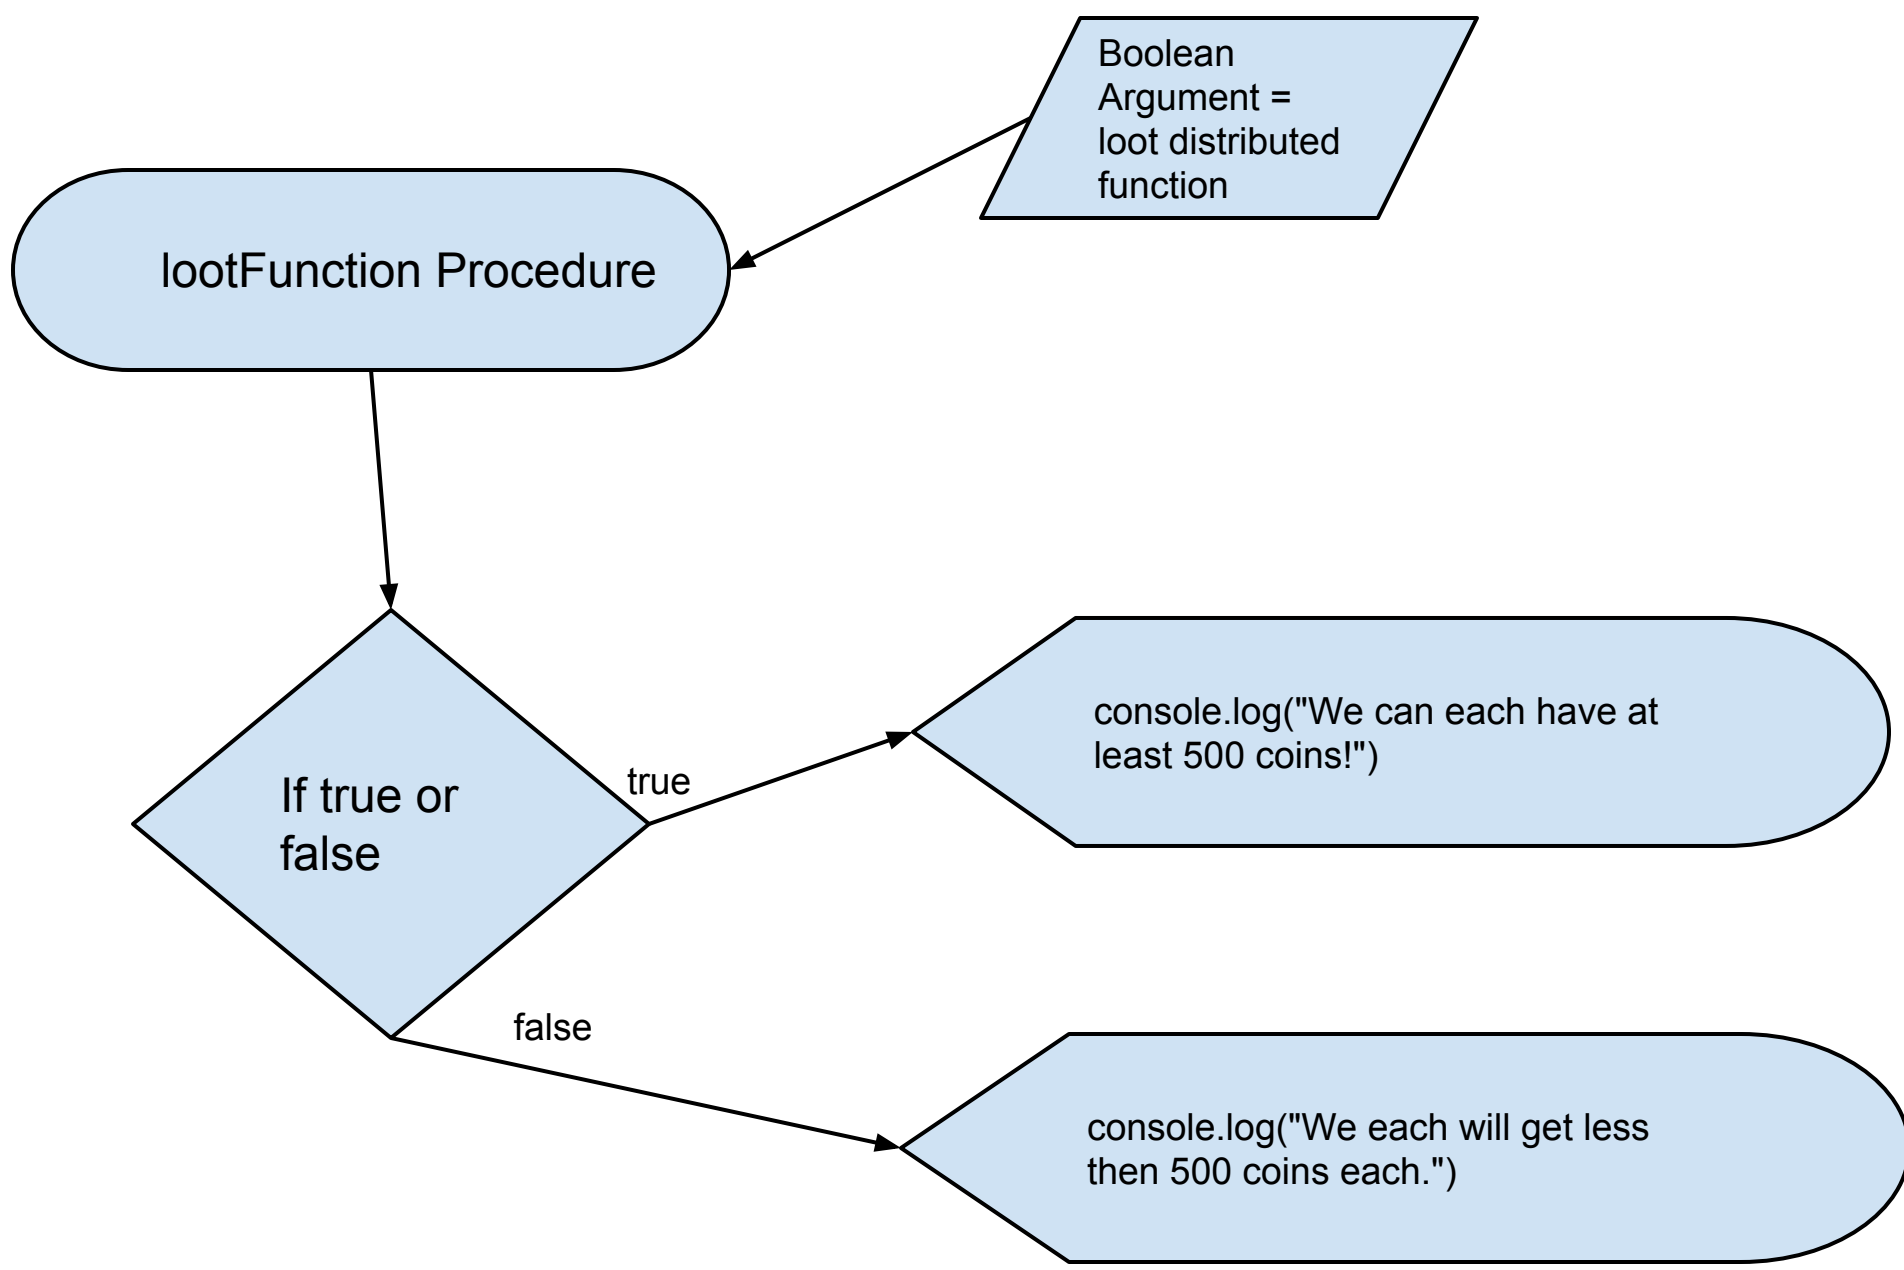 Boolean
Argument =
loot distributed
function
lootFunction Procedure
If true or
false
true
console.log("We can each have at
least 500 coins!")
false
console.log("We each will get less
then 500 coins each.")